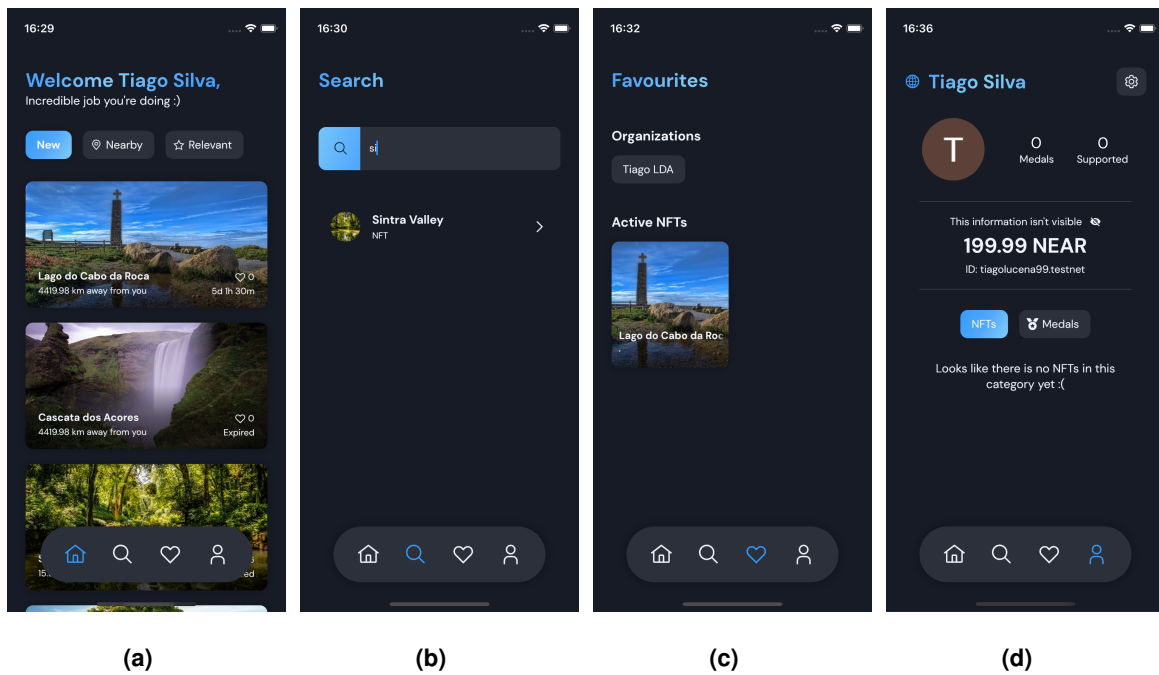 16:29
Welcome Tiago Silva,
Incredible job you're doing :)
New
Nearby
Relevant
Lago do Cabo da Roca
0
4419.98 km away from you
5d 1h 30m
Cascata dos Acores
0
4419.98 km away from you
Expired
(a)
16:30
Search
si
Sintra Valley
NFT
(b)
16:32
Favourites
Organizations
Tiago LDA
Active NFTs
Lago do Cabo da Roc
(c)
16:36
Tiago Silva
T
0
Medals
0
Supported
This information isn't visible
199.99 NEAR
ID: tiagolucena99.testnet
NFTs
Medals
Looks like there is no NFTs in this
category yet :(
(d)